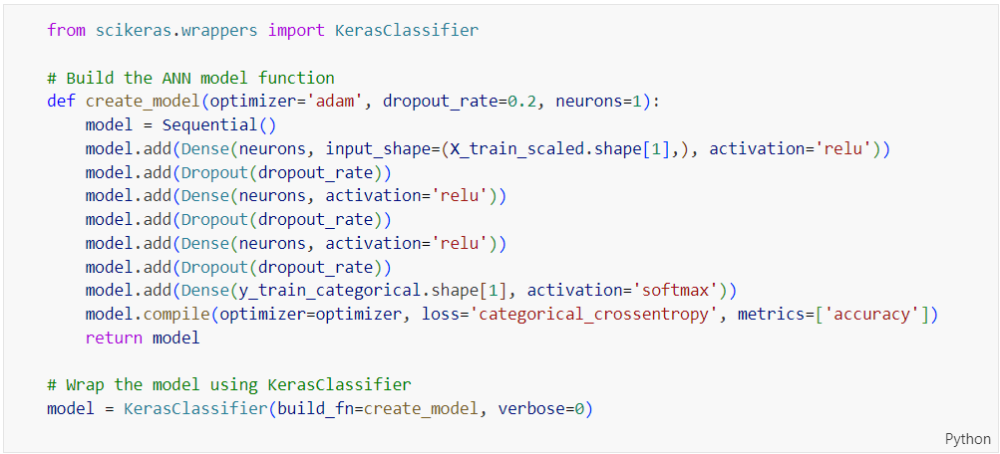 from scikeras.wrappers import KerasClassifier
# Build the ANN model function
def create_model(optimizer='adam', dropout_rate=0.2, neurons=1):
    model = Sequential()
    model.add(Dense(neurons, input_shape=(X_train_scaled.shape[1],), activation='relu'))
    model.add(Dropout(dropout_rate))
    model.add(Dense(neurons, activation='relu'))
    model.add(Dropout(dropout_rate))
    model.add(Dense(neurons, activation='relu'))
    model.add(Dropout(dropout_rate))
    model.add(Dense(y_train_categorical.shape[1], activation='softmax'))
    model.compile(optimizer=optimizer, loss='categorical_crossentropy', metrics=['accuracy'])
    return model
# Wrap the model using KerasClassifier
model = KerasClassifier(build_fn=create_model, verbose=0)
Python